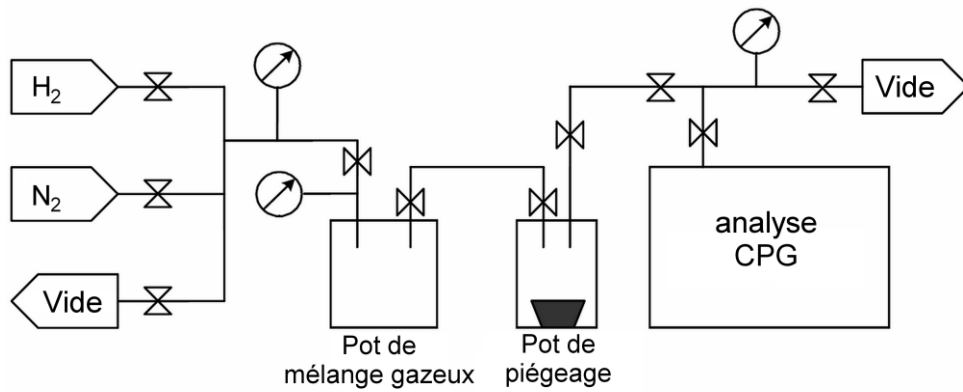 H₂
N₂
Vide
Pot de
mélange gazeux
Pot de
piégeage
analyse
CPG
Vide